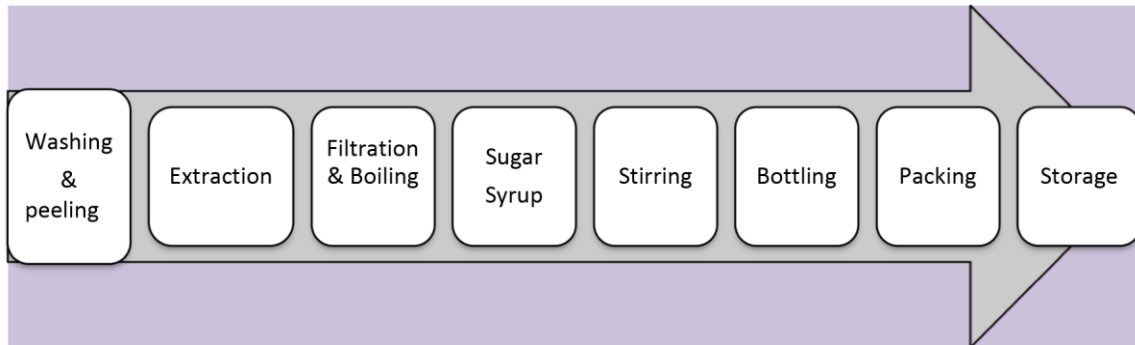 Washing
&
peeling
Extraction
Filtration
& Boiling
Sugar
Syrup
Stirring
Bottling
Packing
Storage